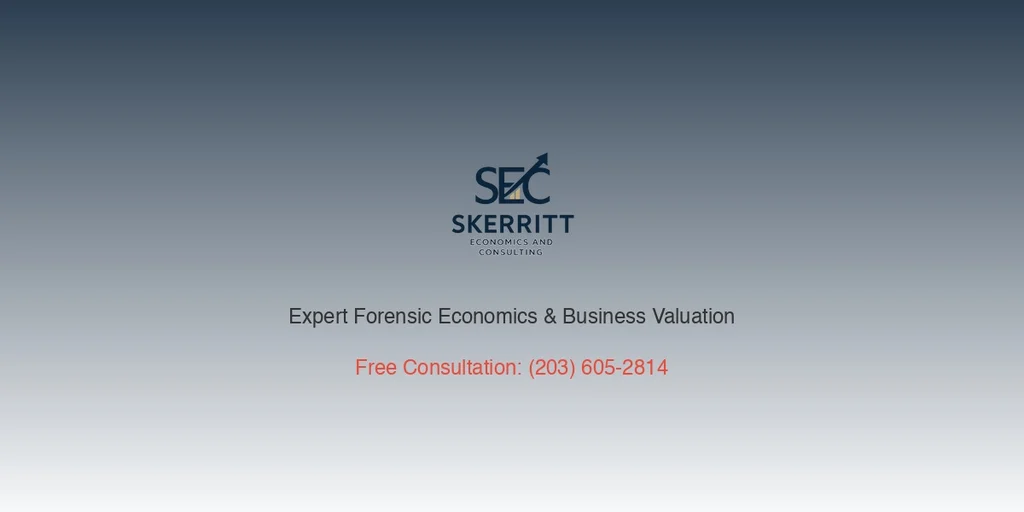 SEC
SKERRITT
ECONOMICS AND
CONSULTING
Expert Forensic Economics & Business Valuation
Free Consultation: (203) 605-2814